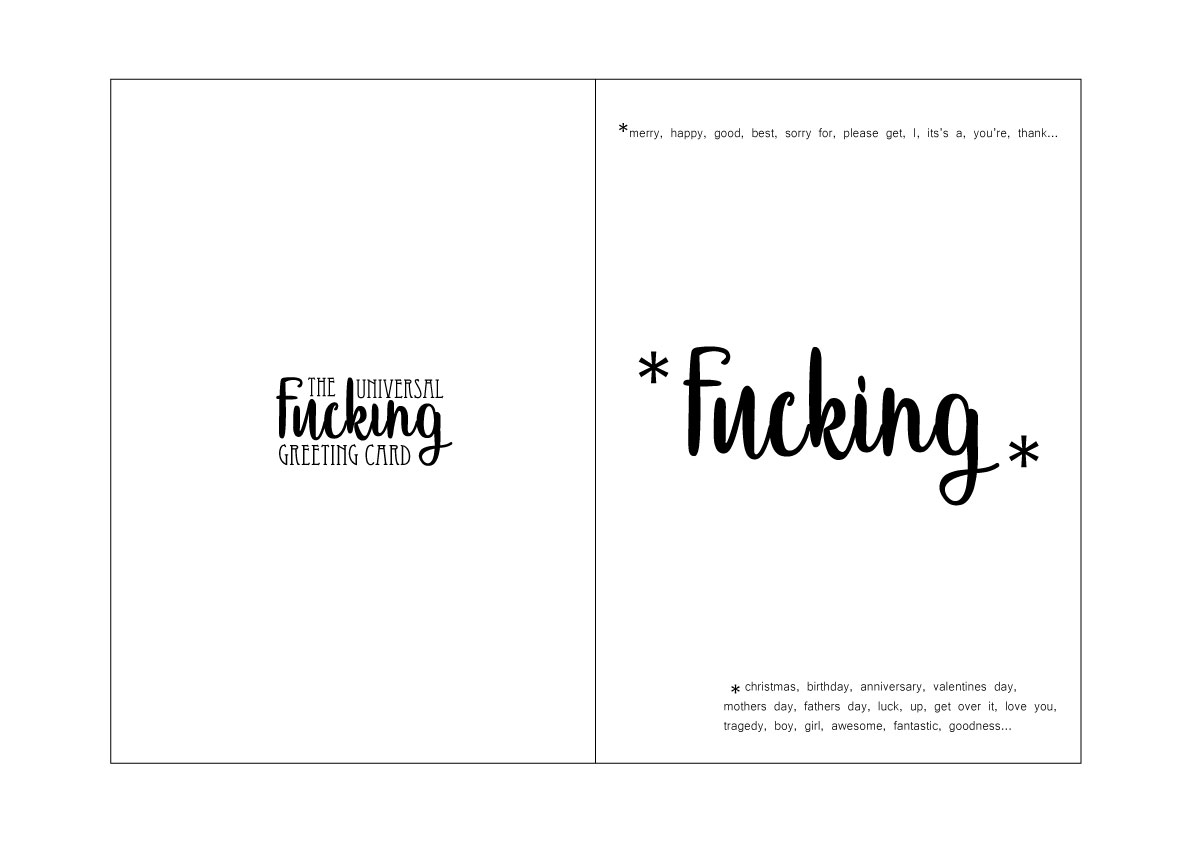 THE UNIVERSAL
Fucking
GREETING CARD
*merry, happy, good, best, sorry for, please get, I, its's a, you're, thank...
*Fucking*
* christmas, birthday, anniversary, valentines day,
mothers day, fathers day, luck, up, get over it, love you,
tragedy, boy, girl, awesome, fantastic, goodness...